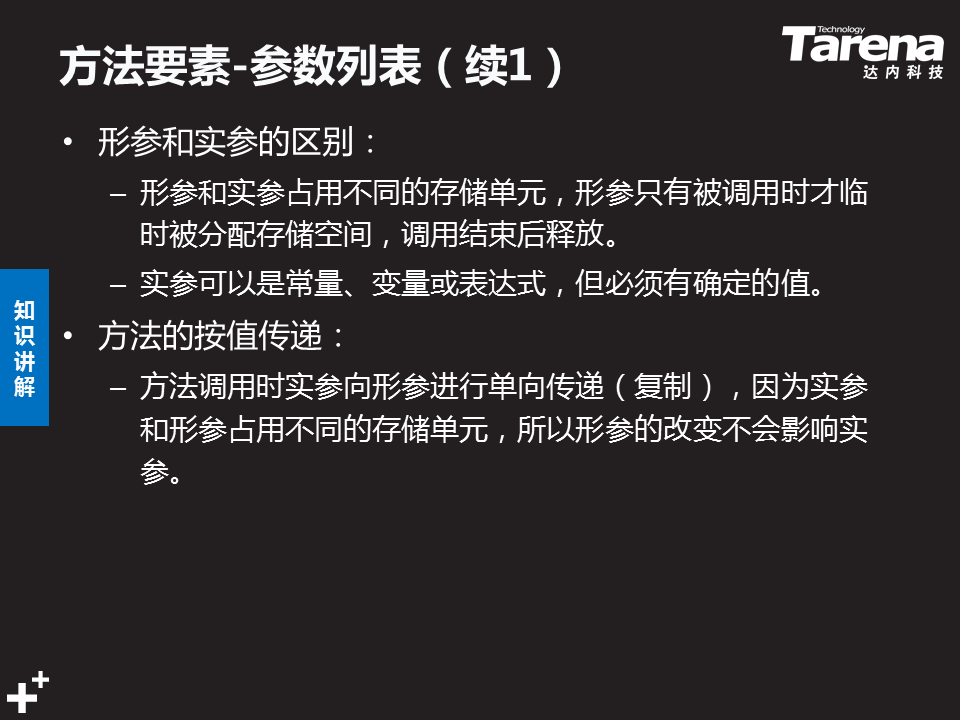 方法要素-参数列表（续1）
Technology
Tarena
达内科技
• 形参和实参的区别：
– 形参和实参占用不同的存储单元，形参只有被调用时才临
时被分配存储空间，调用结束后释放。
– 实参可以是常量、变量或表达式，但必须有确定的值。
• 方法的按值传递：
– 方法调用时实参向形参进行单向传递（复制），因为实参
和形参占用不同的存储单元，所以形参的改变不会影响实
参。
知
识
讲
解